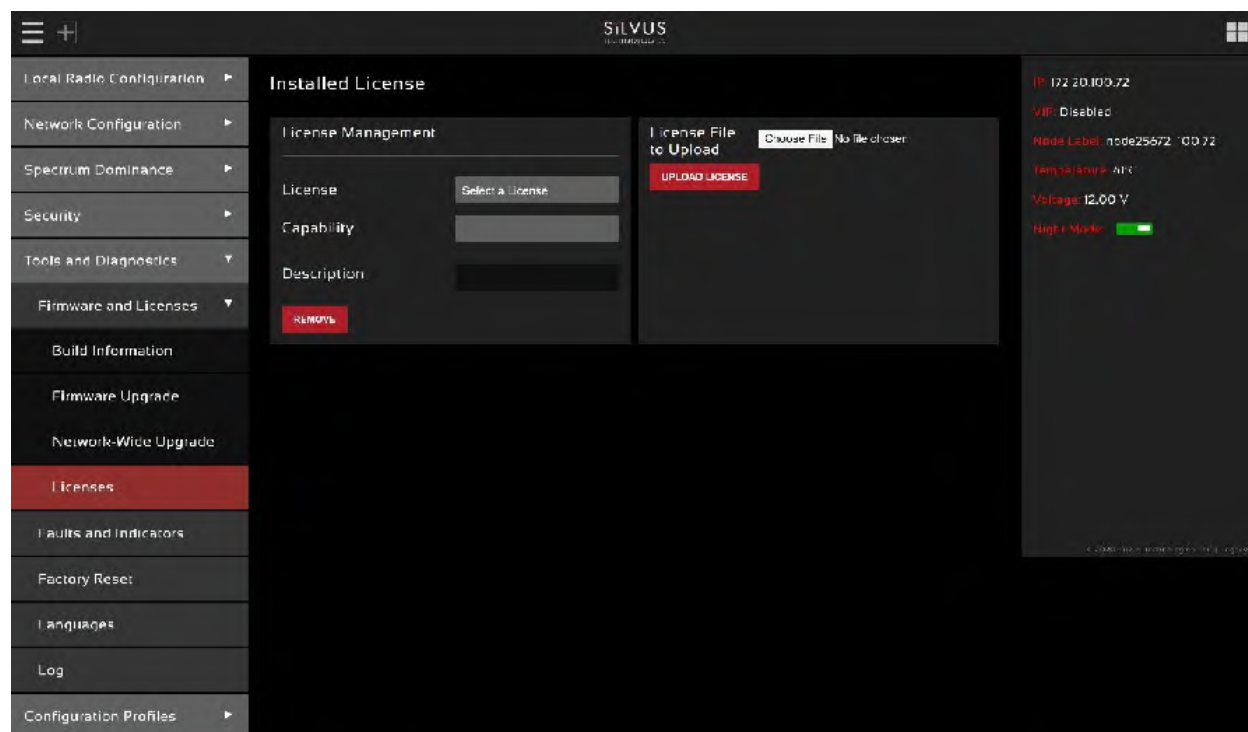 SiLVUS
Local Radio Configuration
Network Configuration
Spectrum Dominance
Security
Tools and Diagnostics
Firmware and Licenses
Build Information
Firmware Upgrade
Network-Wide Upgrade
Licenses
Faults and Indicators
Factory Reset
Languages
Log
Configuration Profiles
Installed License
License Management
License
Select a License
Capability
Description
REMOVE
License File
to Upload
Choose File No file chosen
UPLOAD LICENSE
IP: 172.20.100.72
VIP: Disabled
Node Label: node25672_100.72
Temperature:
Voltage: 12.00 V
Night Mode: